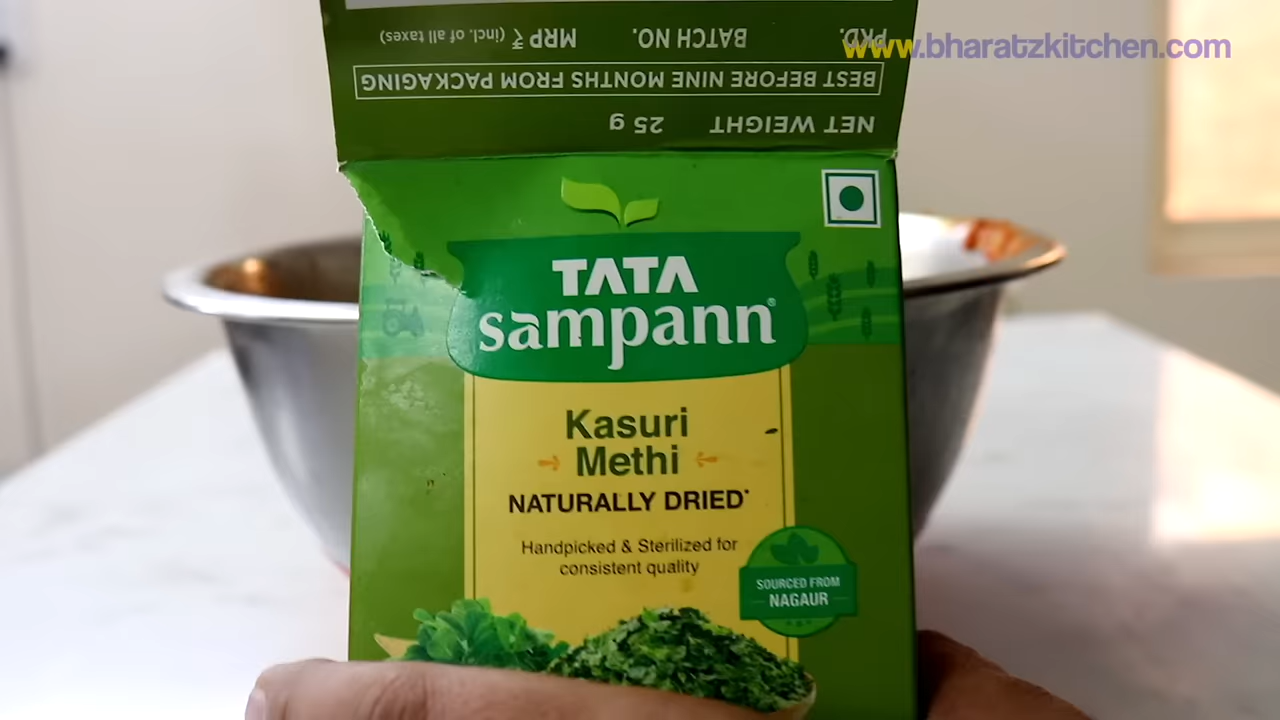 www.bharatzkitchen.com
PKD. BATCH NO. MRP ₹ (incl. of all taxes)
BEST BEFORE NINE MONTHS FROM PACKAGING
NET WEIGHT 25 g
TATA
sampann®
Kasuri
Methi
NATURALLY DRIED*
Handpicked & Sterilized for
consistent quality
SOURCED FROM
NAGAUR